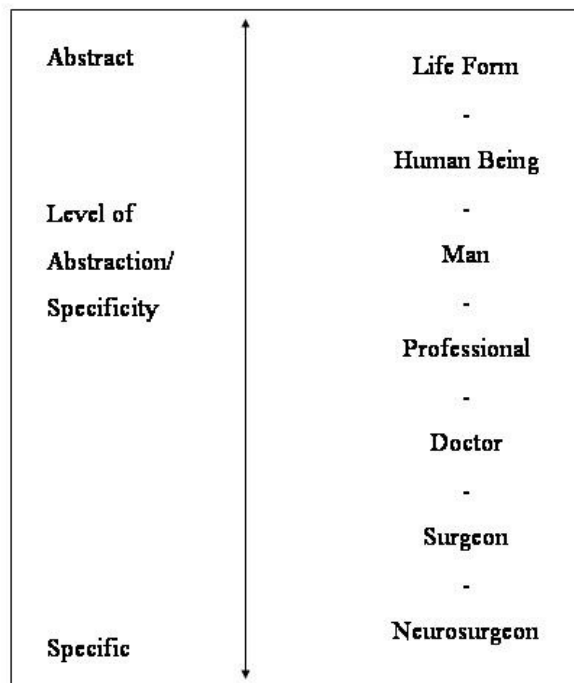 Abstract
Level of
Abstraction/
Specificity
Specific
Life Form
-
Human Being
-
Man
-
Professional
-
Doctor
-
Surgeon
-
Neurosurgeon